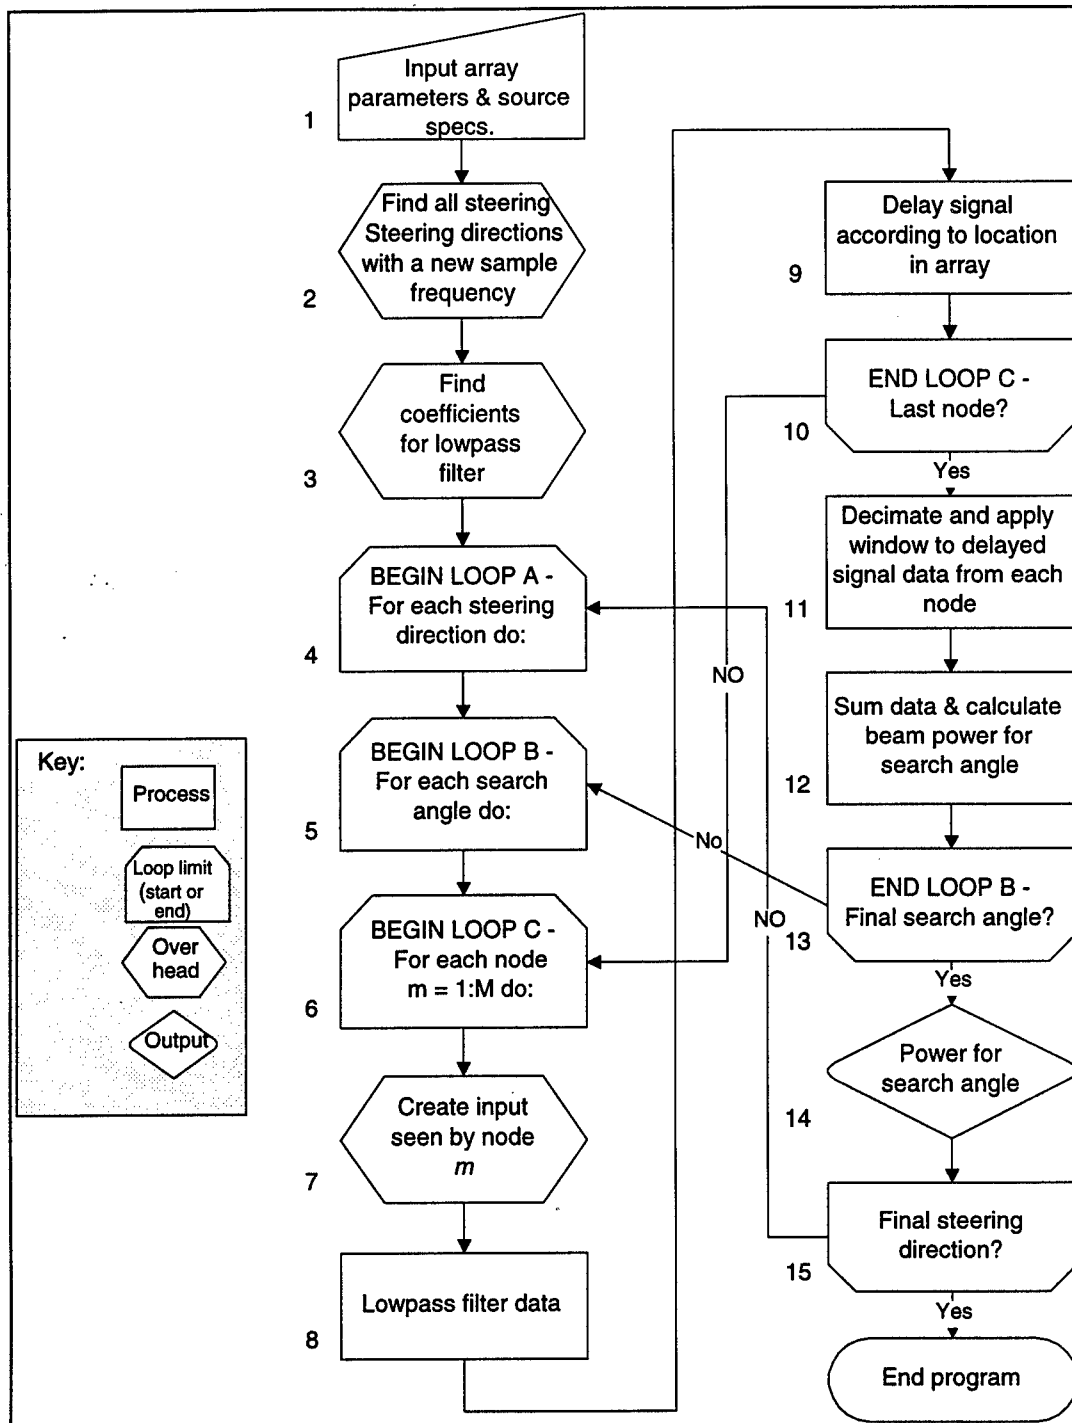 Input array
parameters & source
specs.
1
Find all steering
Steering directions
with a new sample
frequency
2
Find
coefficients
for lowpass
filter
3
BEGIN LOOP A -
For each steering
direction do:
4
BEGIN LOOP B -
For each search
angle do:
5
BEGIN LOOP C -
For each node
m = 1:M do:
6
Create input
seen by node
m
7
Lowpass filter data
8
Delay signal
according to location
in array
9
END LOOP C -
Last node?
10
Yes
NO
Decimate and apply
window to delayed
signal data from each
node
11
Sum data & calculate
beam power for
search angle
12
END LOOP B -
Final search angle?
13
Yes
No
Power for
search angle
14
Final steering
direction?
15
Yes
NO
End program
Key:
Process
Loop limit
(start or
end)
Over
head
Output